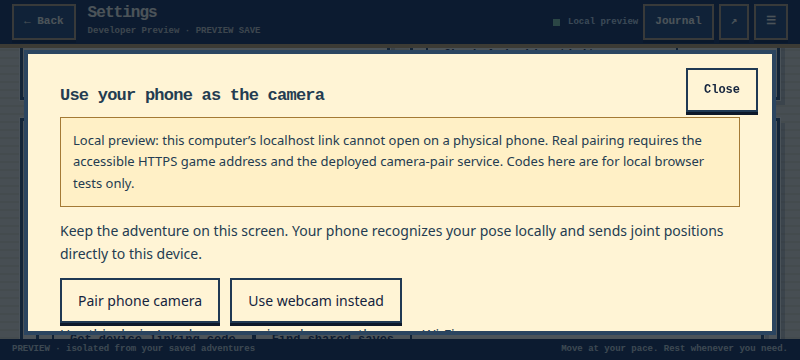 ← Back
Settings
Developer Preview · PREVIEW SAVE
Local preview
Journal
↗
☰
Use your phone as the camera
Close
Local preview: this computer's localhost link cannot open on a physical phone. Real pairing requires the
accessible HTTPS game address and the deployed camera-pair service. Codes here are for local browser
tests only.
Keep the adventure on this screen. Your phone recognizes your pose locally and sends joint positions
directly to this device.
Pair phone camera
Use webcam instead
PREVIEW · isolated from your saved adventures
Move at your pace. Rest whenever you need.